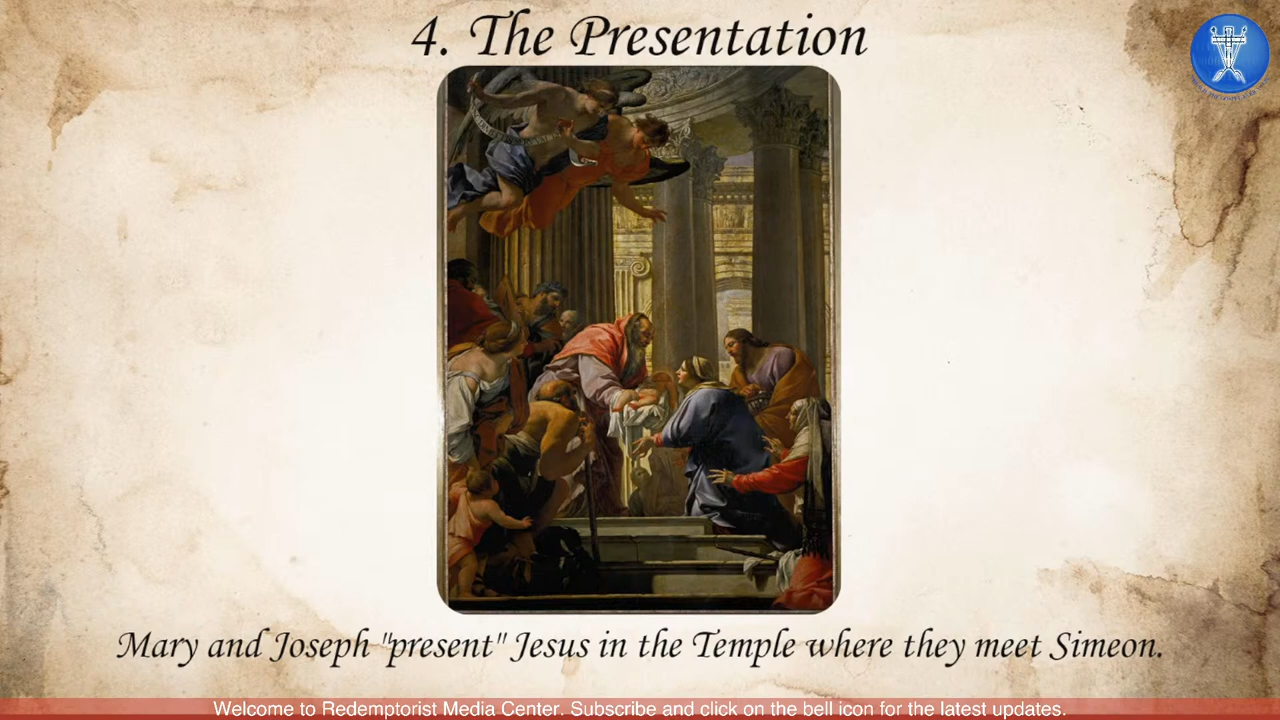 4. The Presentation
Mary and Joseph "present" Jesus in the Temple where they meet Simeon.
Welcome to Redemptorist Media Center. Subscribe and click on the bell icon for the latest updates.